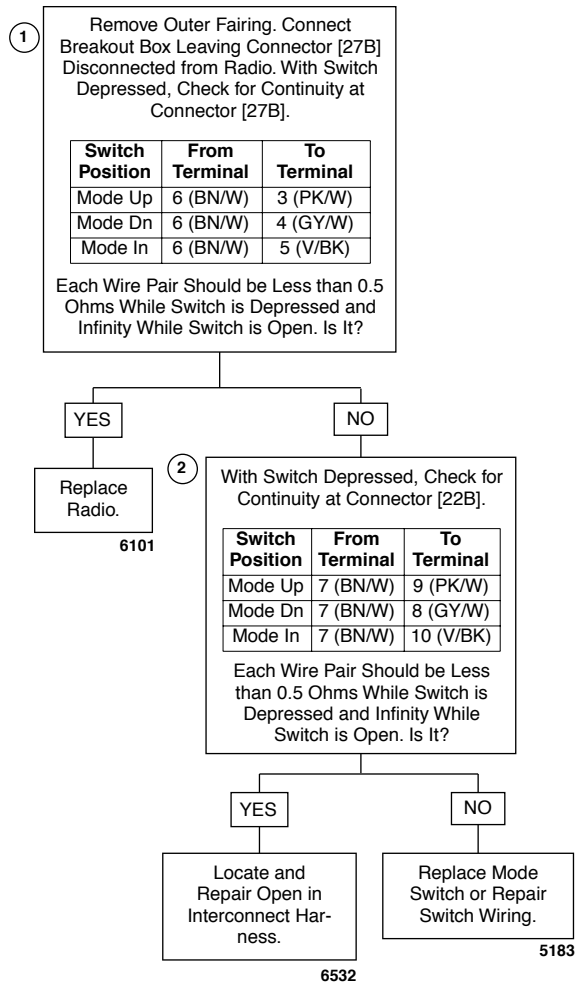 1
Remove Outer Fairing. Connect
Breakout Box Leaving Connector [27B]
Disconnected from Radio. With Switch
Depressed, Check for Continuity at
Connector [27B].
Switch Position From Terminal To Terminal
Mode Up 6 (BN/W) 3 (PK/W)
Mode Dn 6 (BN/W) 4 (GY/W)
Mode In 6 (BN/W) 5 (V/BK)
Each Wire Pair Should be Less than 0.5
Ohms While Switch is Depressed and
Infinity While Switch is Open. Is It?
YES
NO
Replace
Radio.
6101
2
With Switch Depressed, Check for
Continuity at Connector [22B].
Switch Position From Terminal To Terminal
Mode Up 7 (BN/W) 9 (PK/W)
Mode Dn 7 (BN/W) 8 (GY/W)
Mode In 7 (BN/W) 10 (V/BK)
Each Wire Pair Should be Less
than 0.5 Ohms While Switch is
Depressed and Infinity While
Switch is Open. Is It?
YES
NO
Locate and
Repair Open in
Interconnect Har-
ness.
6532
Replace Mode
Switch or Repair
Switch Wiring.
5183